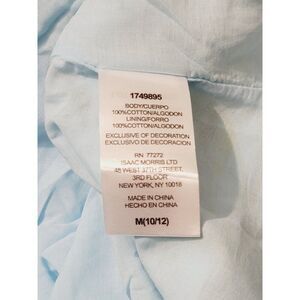 1749895
BODY/CUERPO
100%COTTON/ALGODON
LINING/FORRO
100%COTTON/ALGODON
EXCLUSIVE OF DECORATION
EXCLUSIVO DE DECORACION
RN 77272
ISAAC MORRIS LTD
48 WEST 37TH STREET,
3RD FLOOR
NEW YORK, NY 10018
MADE IN CHINA
HECHO EN CHINA
M(10/12)